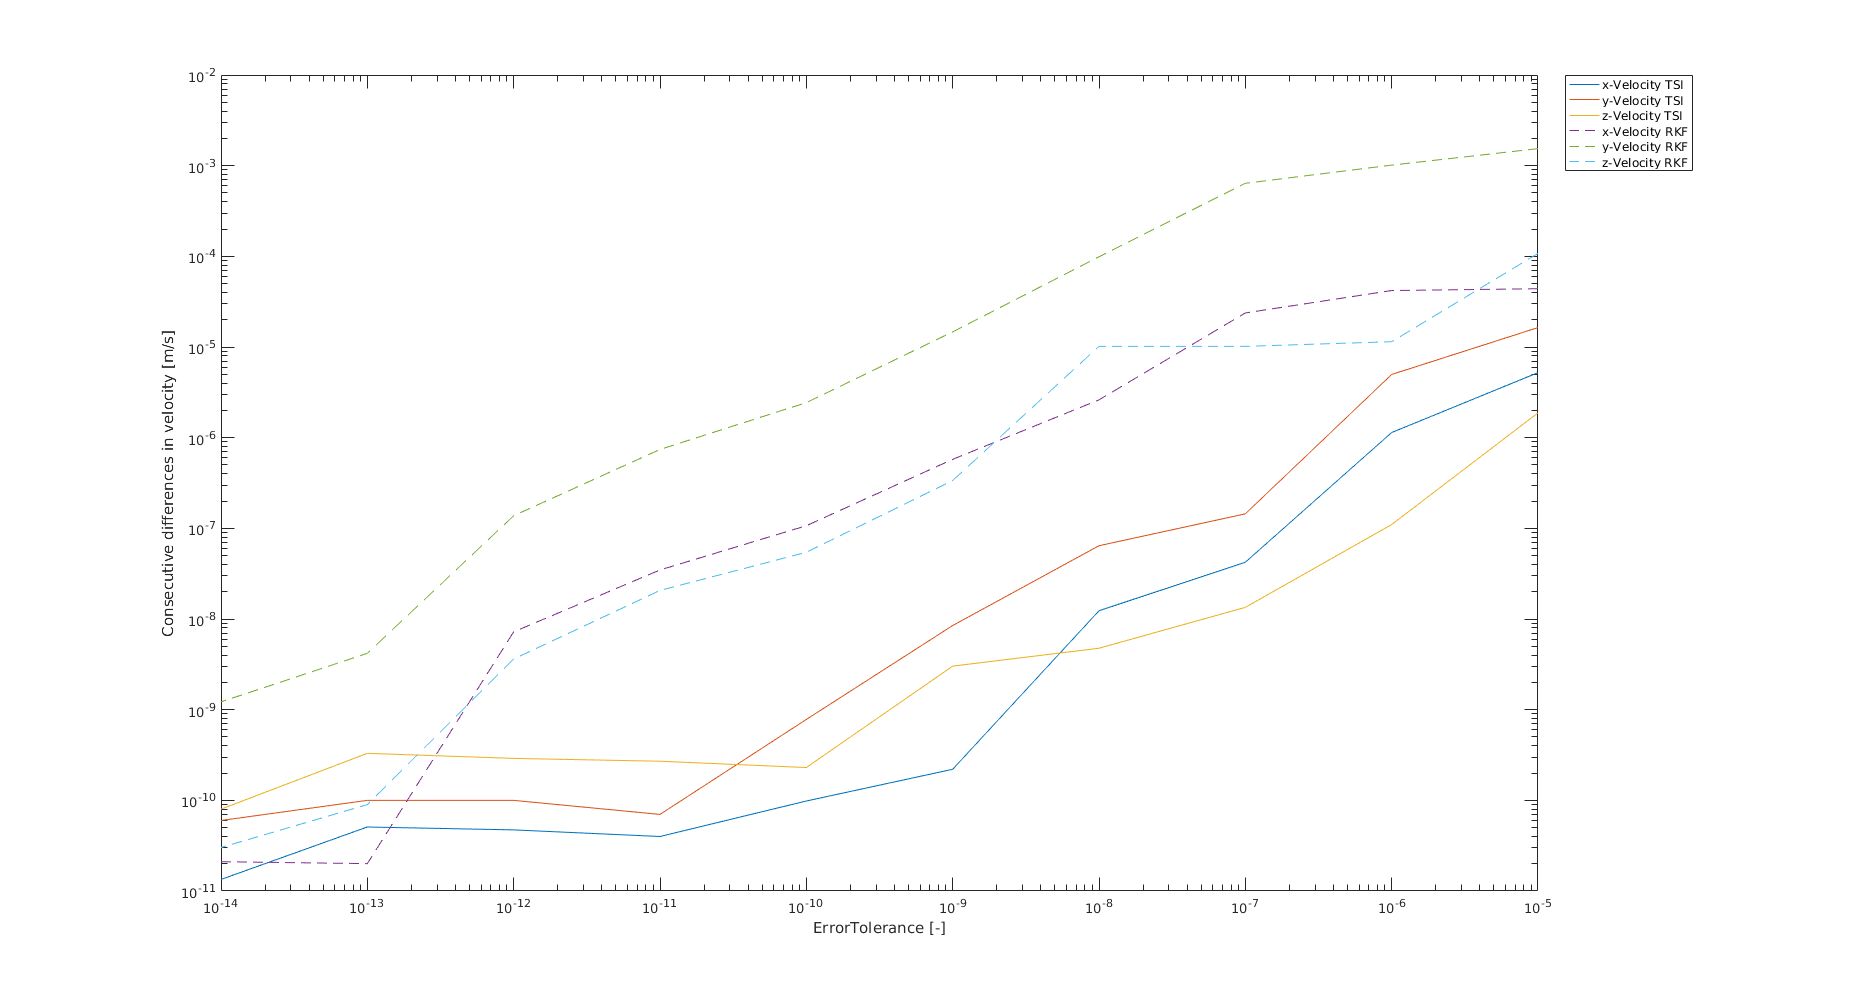 10^-2
10^-3
10^-4
10^-5
10^-6
10^-7
10^-8
10^-9
10^-10
10^-11
Consecutive differences in velocity [m/s]
10^-14 10^-13 10^-12 10^-11 10^-10 10^-9 10^-8 10^-7 10^-6 10^-5
ErrorTolerance [-]
x-Velocity TSI
y-Velocity TSI
z-Velocity TSI
x-Velocity RKF
y-Velocity RKF
z-Velocity RKF